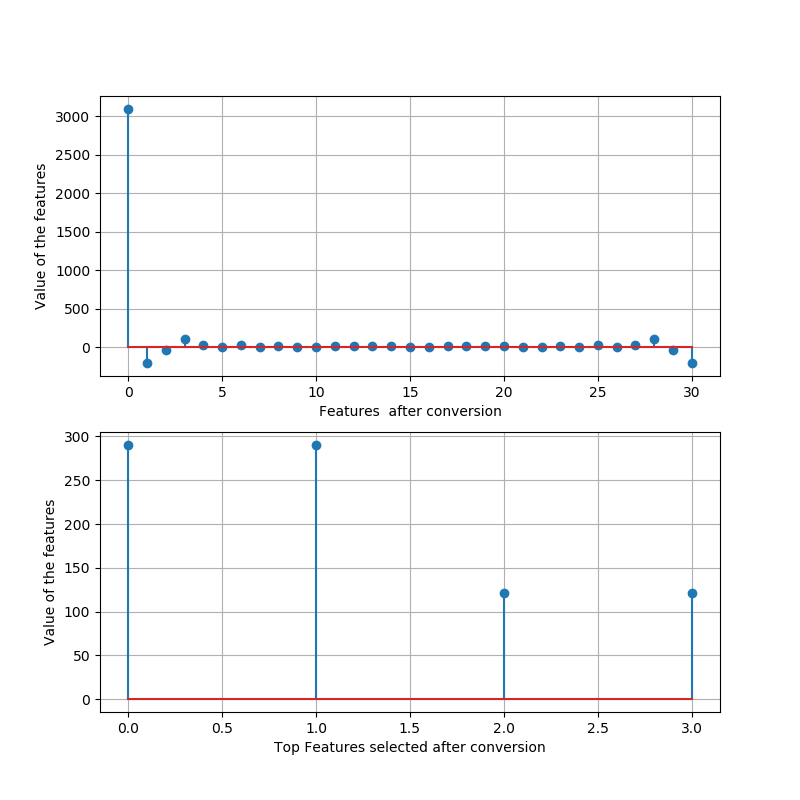 3000
2500
2000
1500
1000
500
0
Value of the features
0 5 10 15 20 25 30
Features  after conversion
300
250
200
150
100
50
0
Value of the features
0.0 0.5 1.0 1.5 2.0 2.5 3.0
Top Features selected after conversion